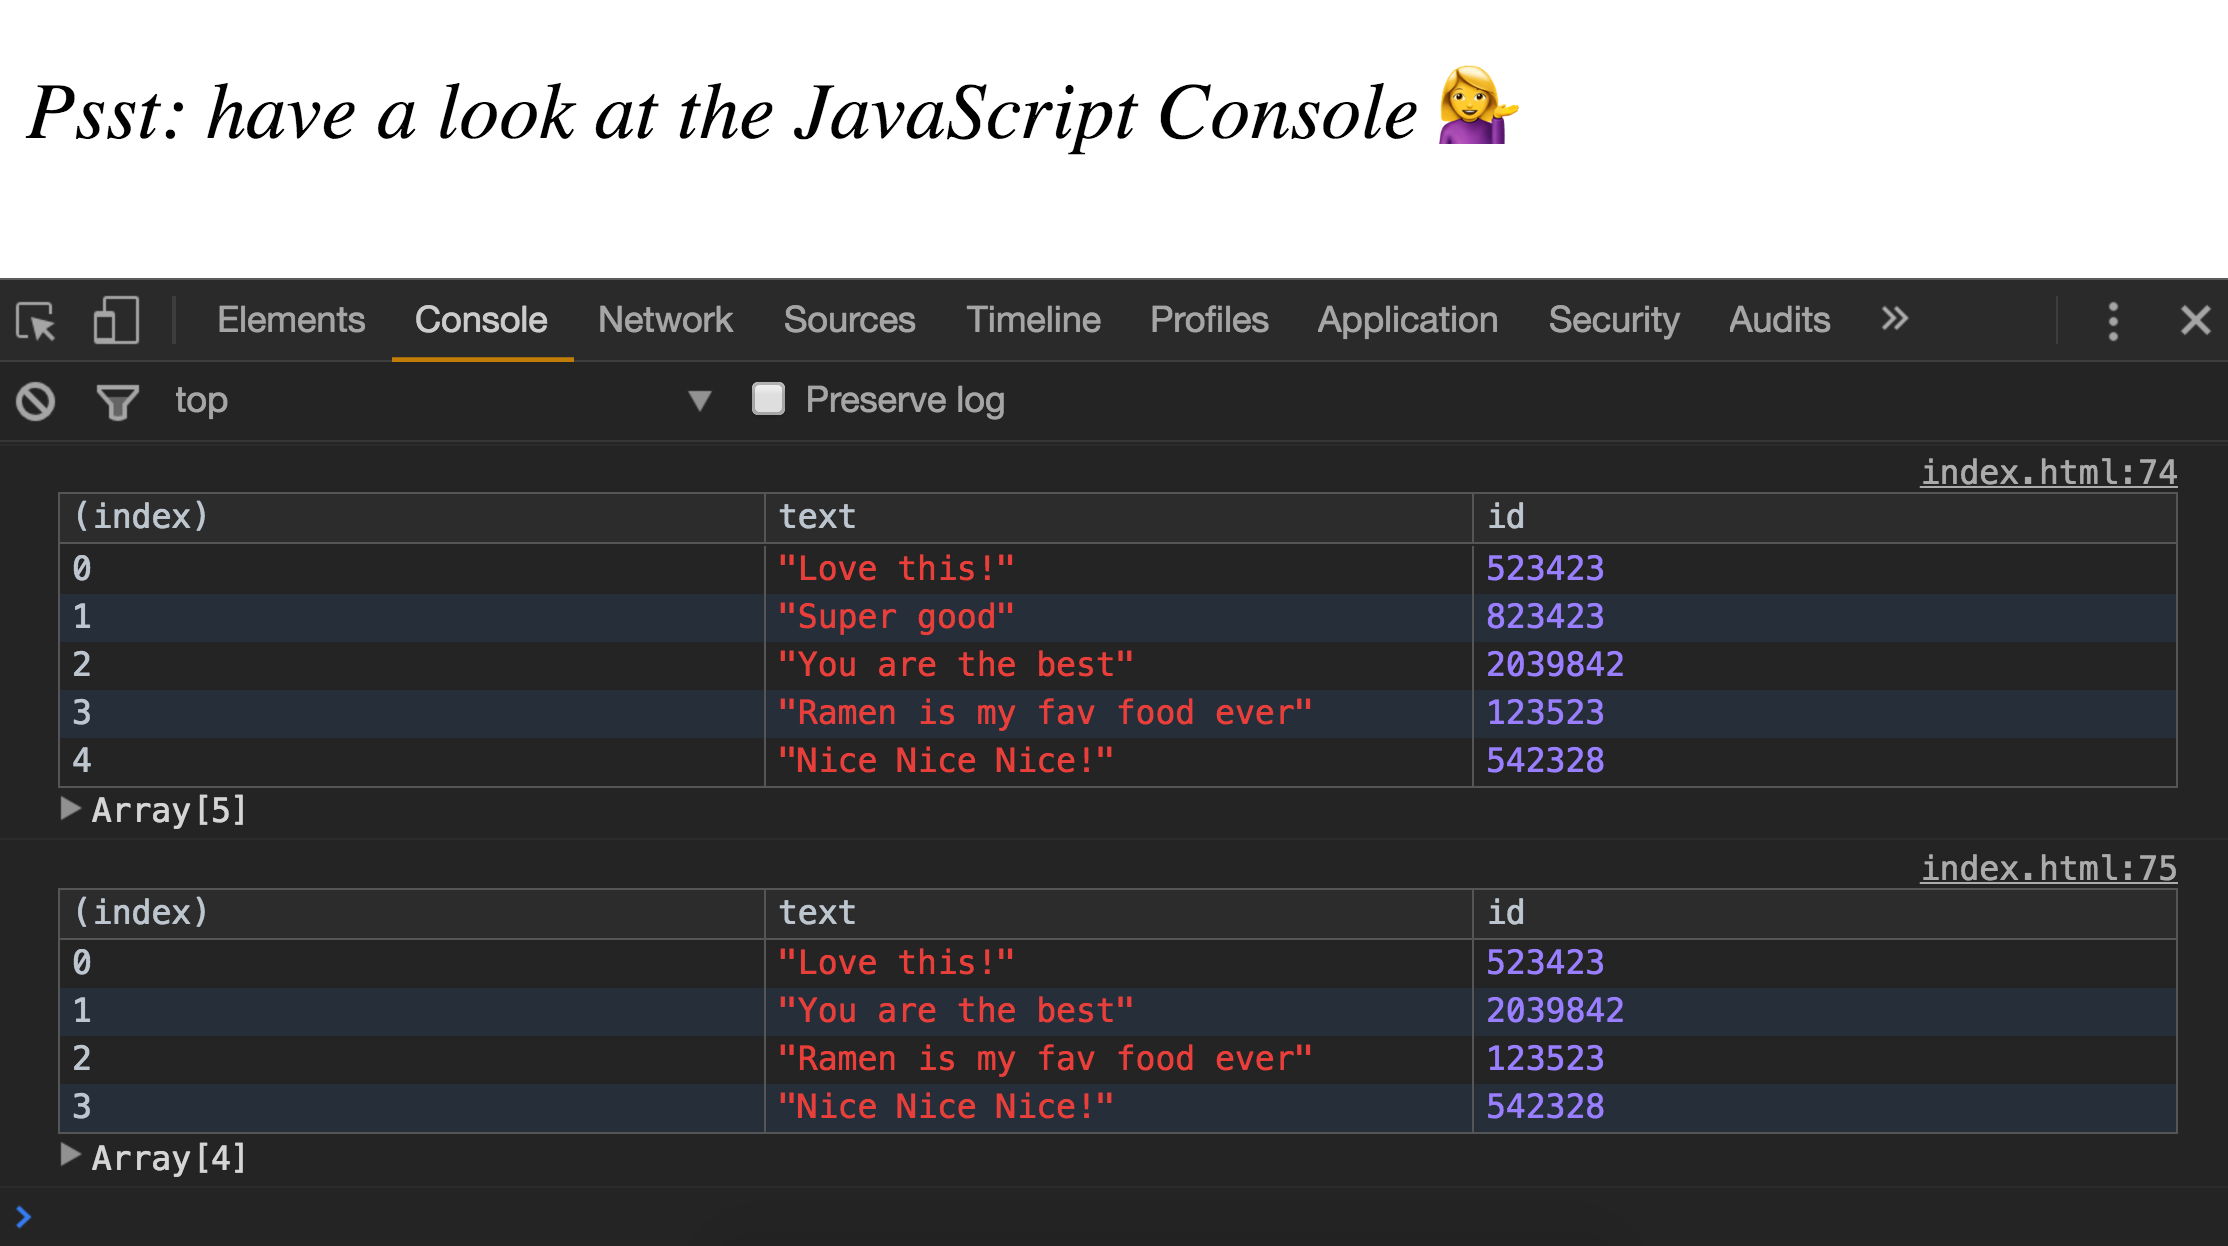 Psst: have a look at the JavaScript Console 💁
Elements Console Network Sources Timeline Profiles Application Security Audits »
top ▼ Preserve log
index.html:74
(index) text id
0 "Love this!" 523423
1 "Super good" 823423
2 "You are the best" 2039842
3 "Ramen is my fav food ever" 123523
4 "Nice Nice Nice!" 542328
▶ Array[5]
index.html:75
(index) text id
0 "Love this!" 523423
1 "You are the best" 2039842
2 "Ramen is my fav food ever" 123523
3 "Nice Nice Nice!" 542328
▶ Array[4]
>